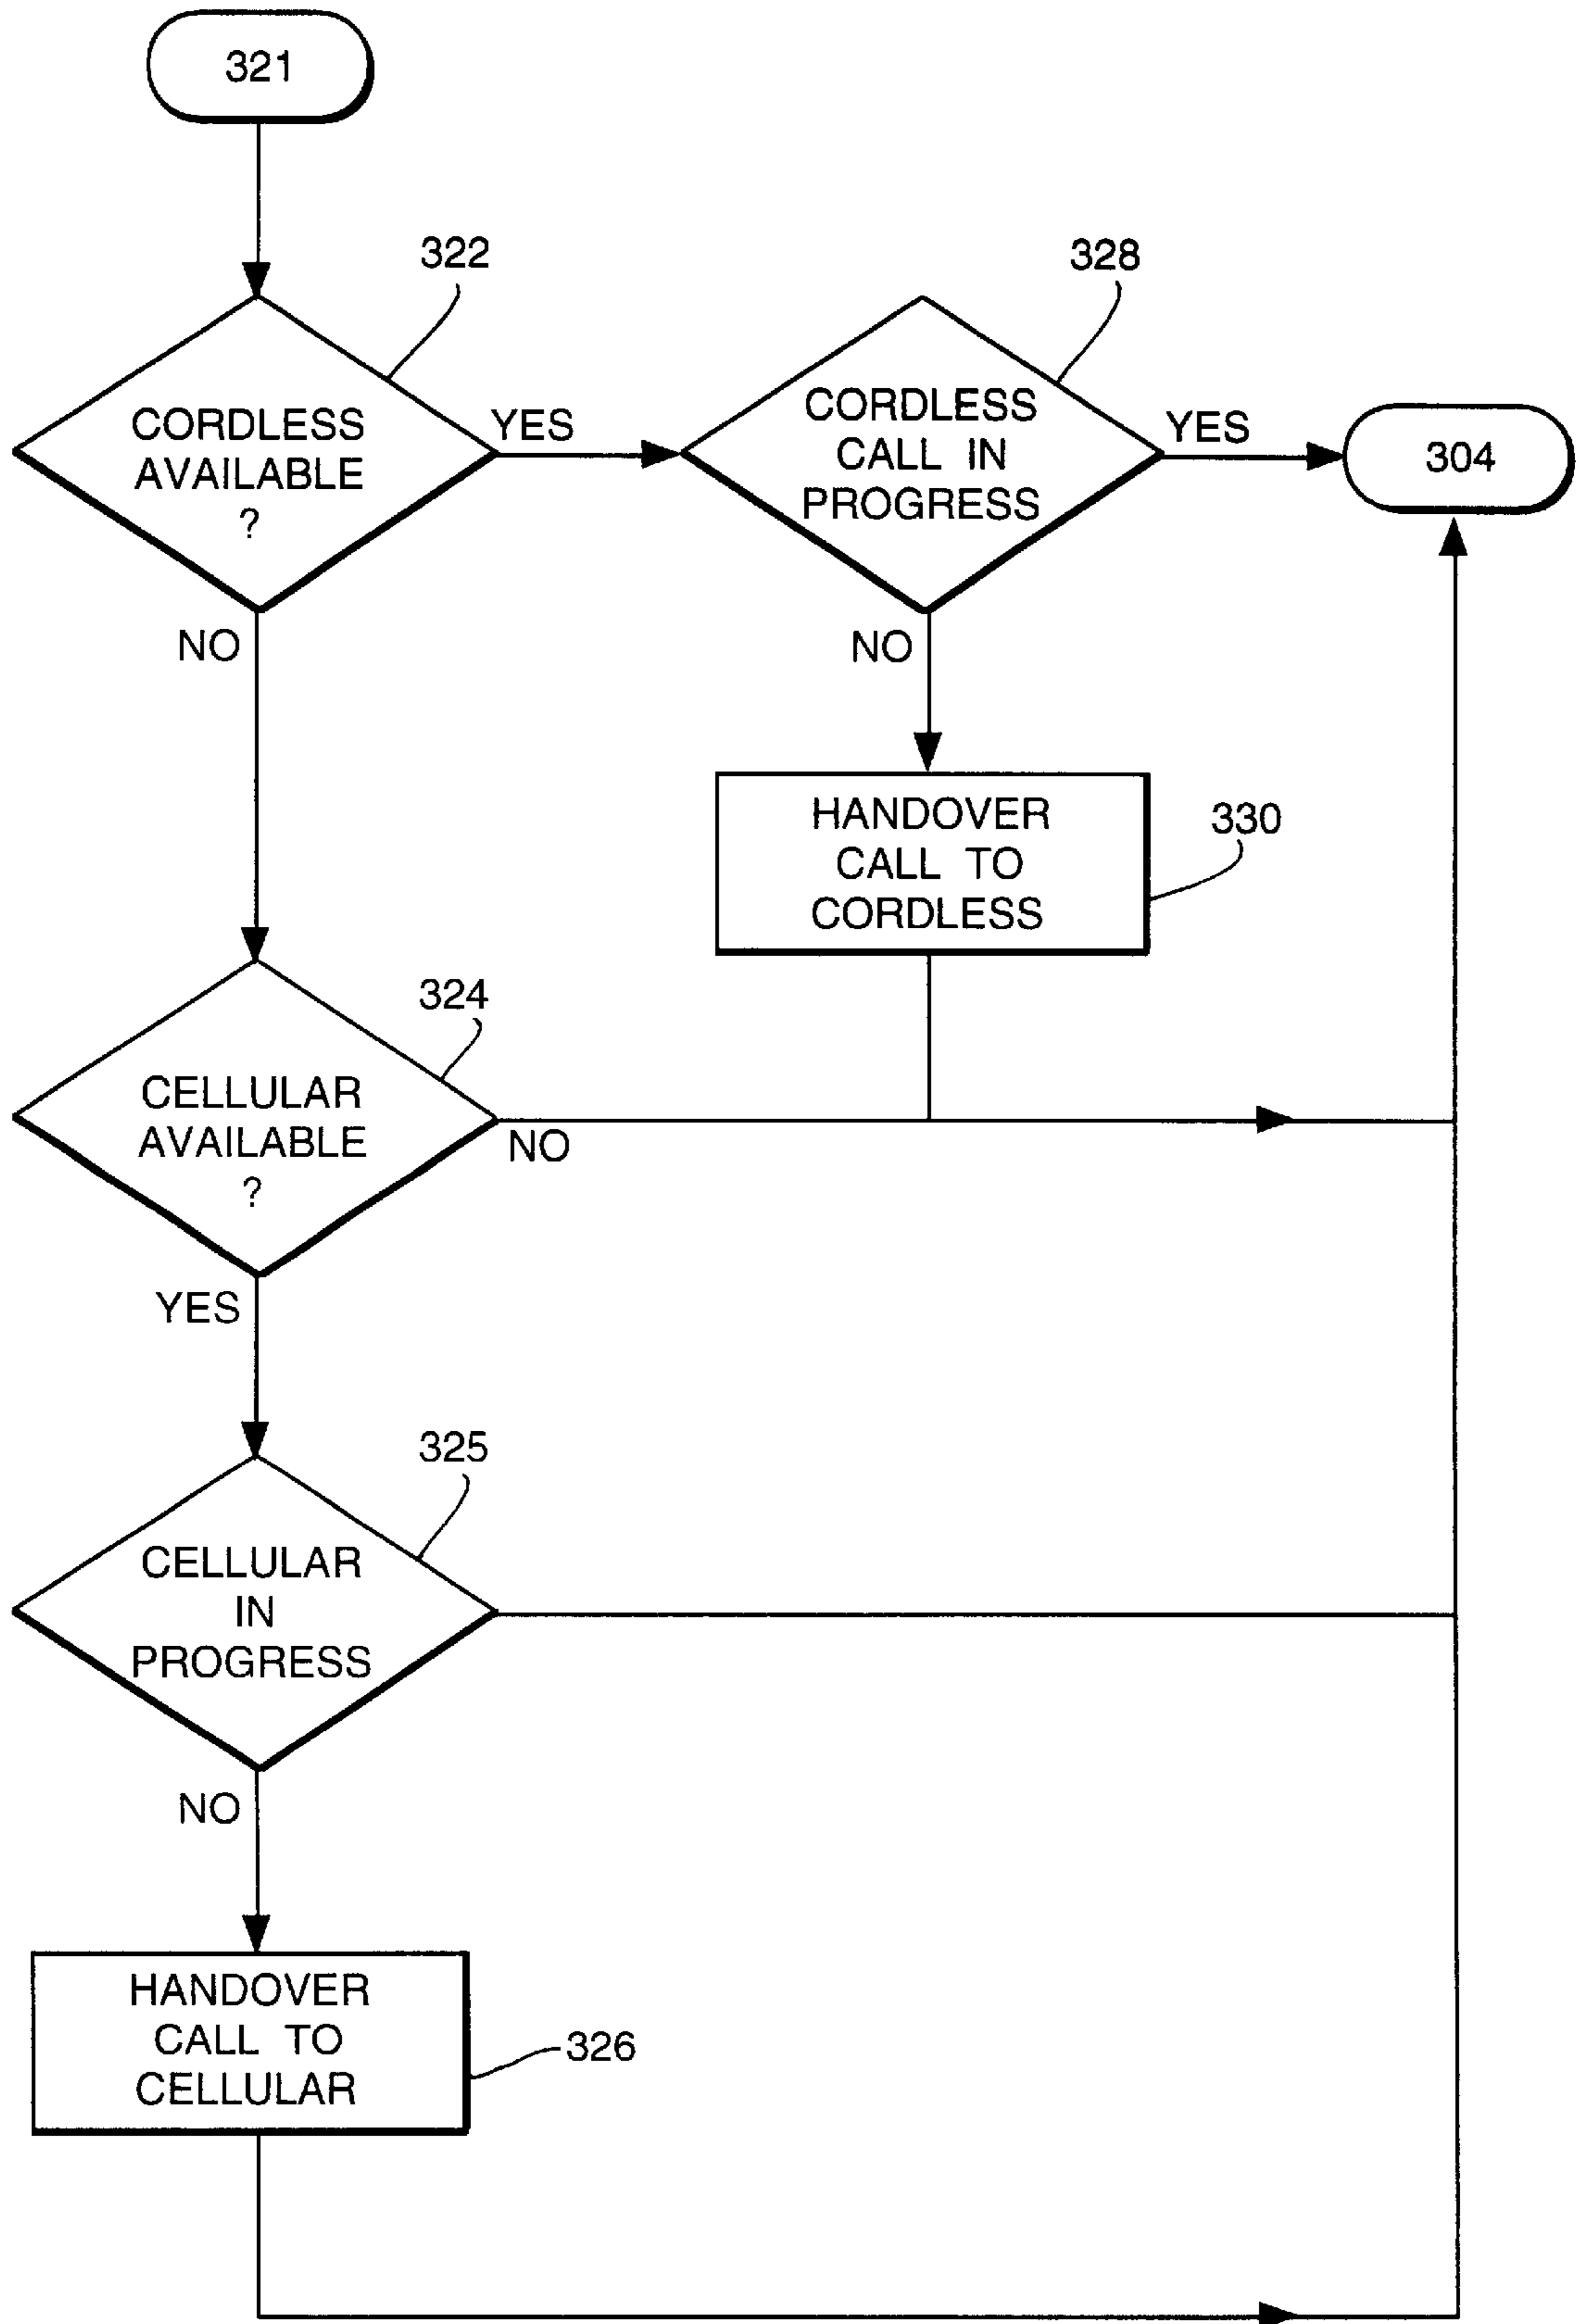 321
322
328
CORDLESS
AVAILABLE
?
YES
CORDLESS
CALL IN
PROGRESS
YES
304
NO
NO
HANDOVER
CALL TO
CORDLESS
330
324
CELLULAR
AVAILABLE
?
NO
YES
325
CELLULAR
IN
PROGRESS
NO
HANDOVER
CALL TO
CELLULAR
326